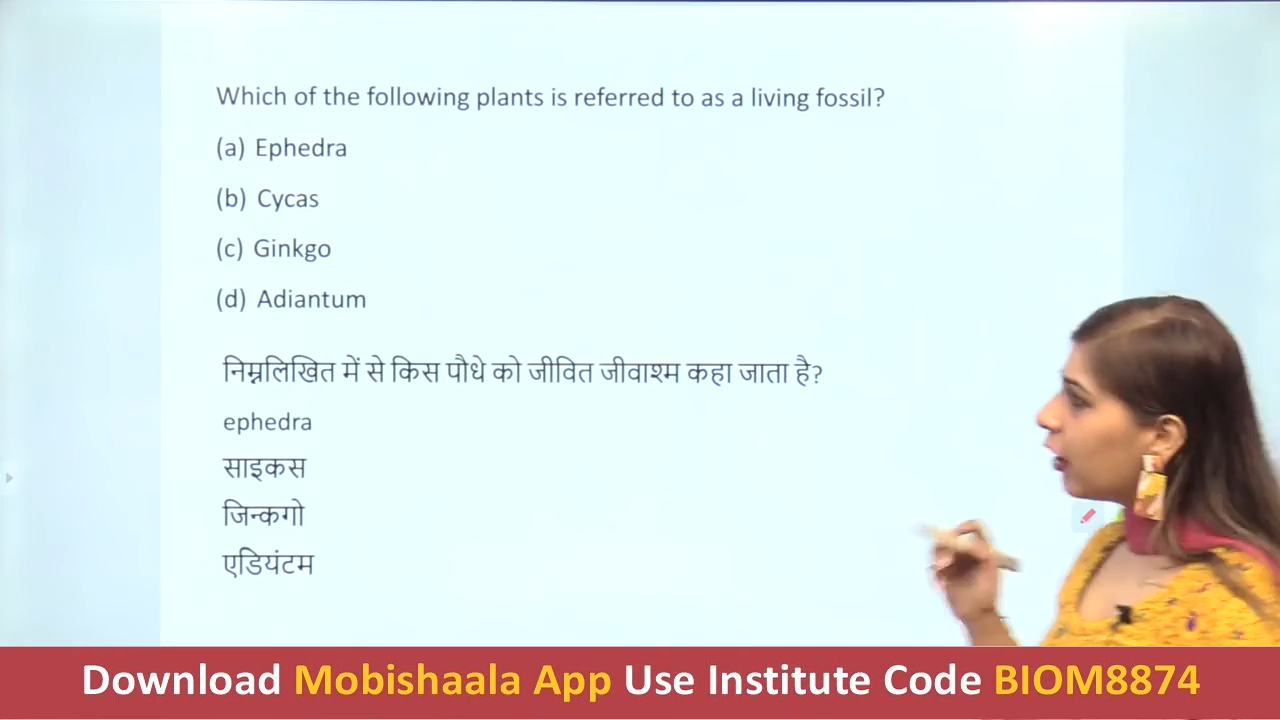 Which of the following plants is referred to as a living fossil?
(a) Ephedra
(b) Cycas
(c) Ginkgo
(d) Adiantum
निम्नलिखित में से किस पौधे को जीवित जीवाश्म कहा जाता है?
ephedra
साइकस
जिन्कगो
एडियंटम
Download Mobishaala App Use Institute Code BIOM8874